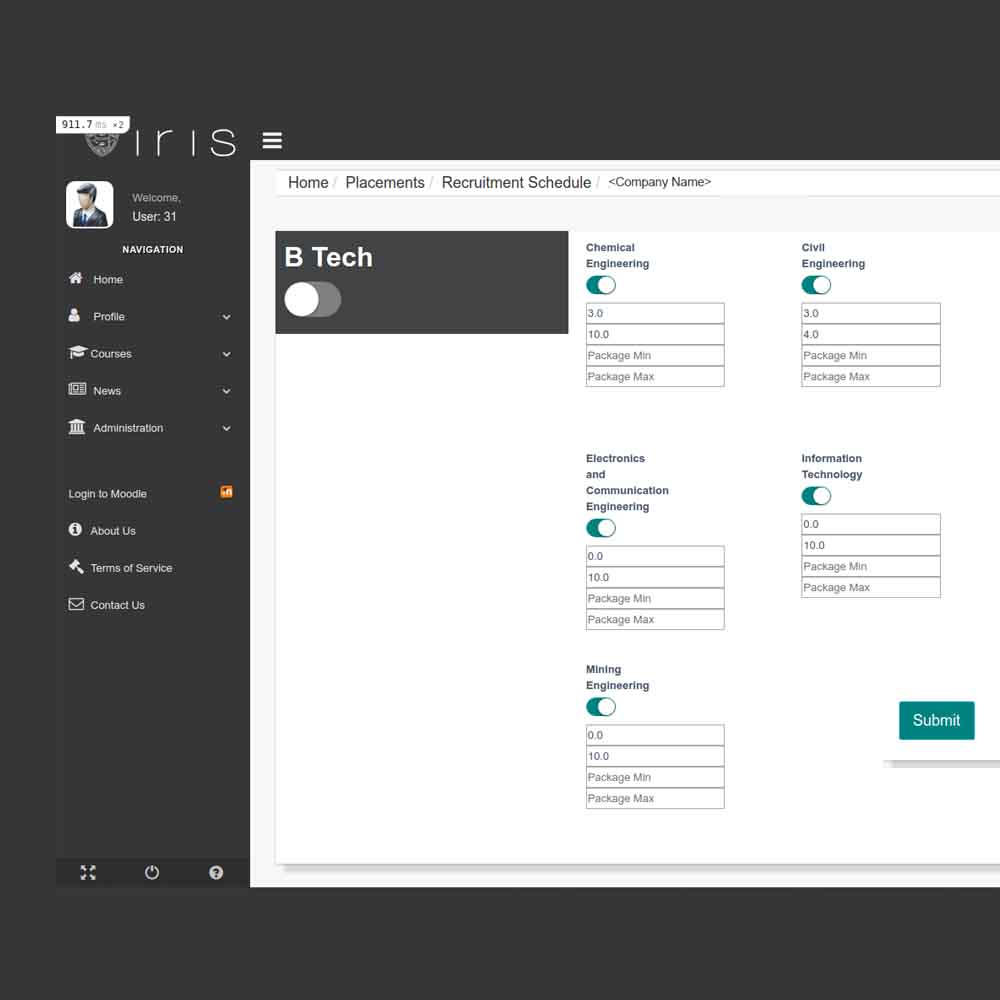 911.7 ms ×2
iris
Welcome,
User: 31
NAVIGATION
Home
Profile
Courses
News
Administration
Login to Moodle
About Us
Terms of Service
Contact Us
Home / Placements / Recruitment Schedule / <Company Name>
B Tech
Chemical
Engineering
3.0
10.0
Package Min
Package Max
Civil
Engineering
3.0
4.0
Package Min
Package Max
Electronics
and
Communication
Engineering
0.0
10.0
Package Min
Package Max
Information
Technology
0.0
10.0
Package Min
Package Max
Mining
Engineering
0.0
10.0
Package Min
Package Max
Submit